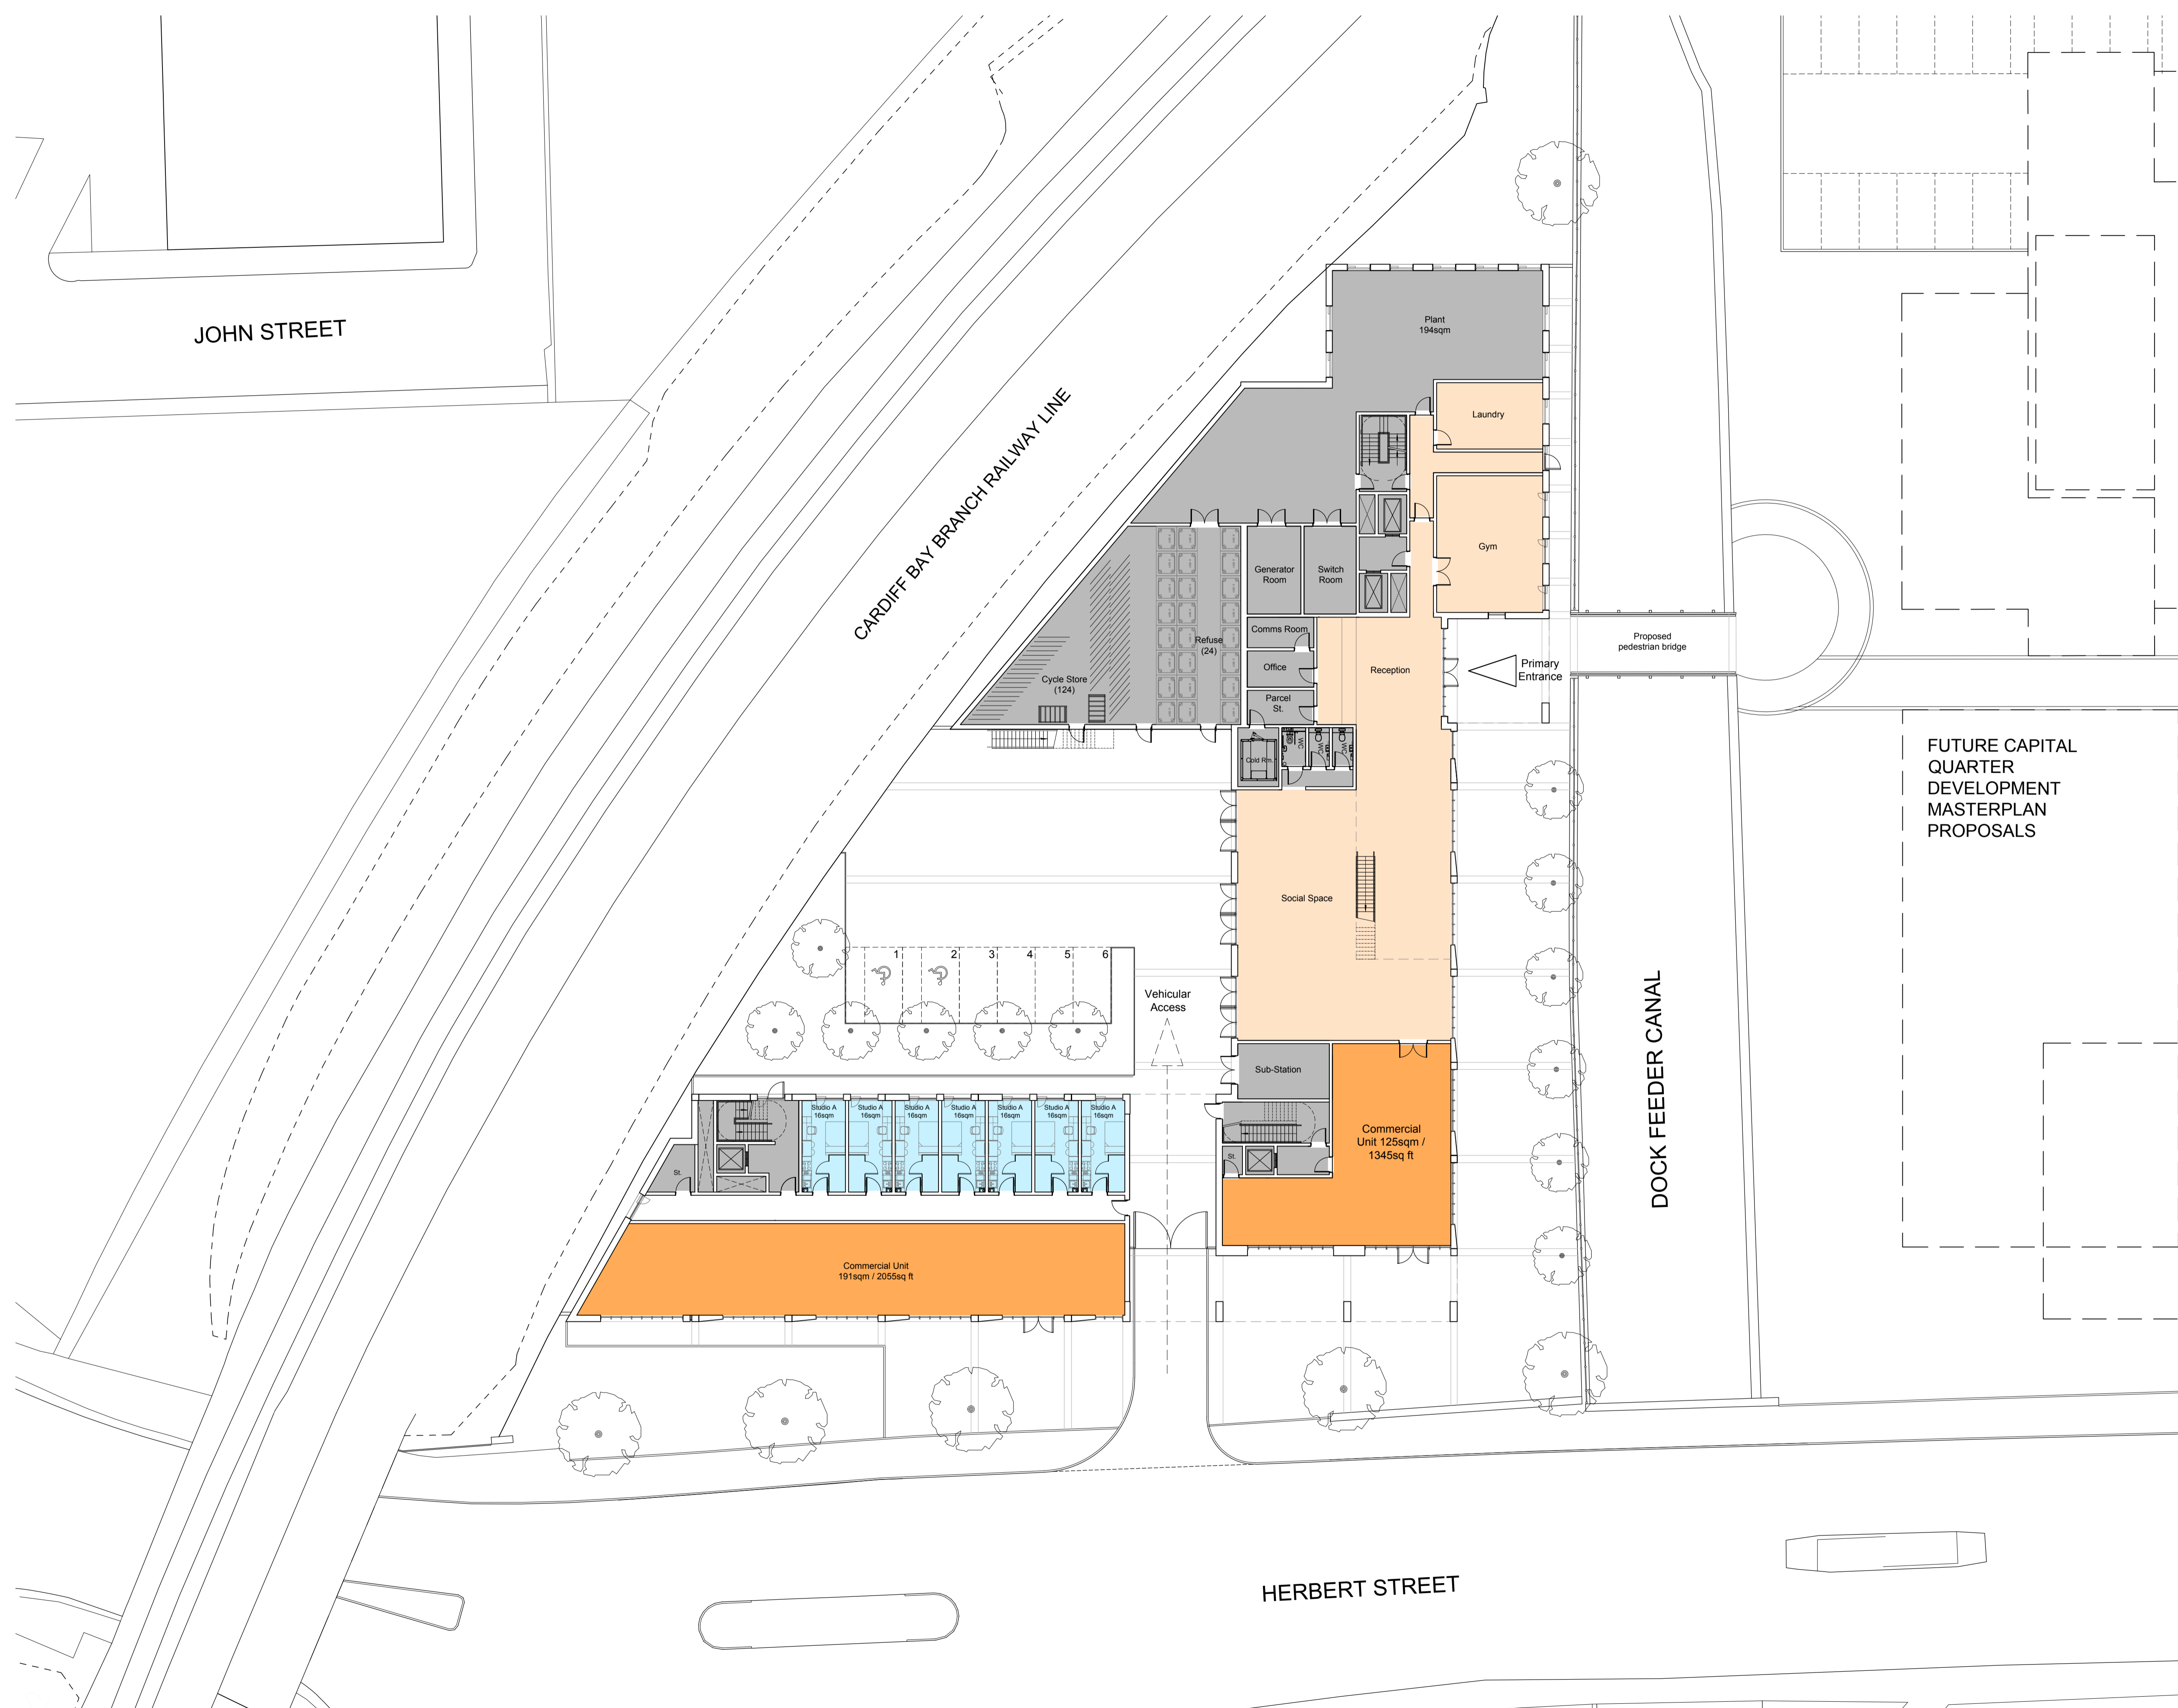 JOHN STREET
CARDIFF BAY BRANCH RAILWAY LINE
Plant
194sqm
Laundry
Gym
Generator
Room
Switch
Room
Comms Room
Refuse
(24)
Office
Reception
Cycle Store
(124)
Parcel
St.
Primary
Entrance
Proposed
pedestrian bridge
Cold Rm.
WC
WC
WC
FUTURE CAPITAL
QUARTER
DEVELOPMENT
MASTERPLAN
PROPOSALS
Social Space
1
2
3
4
5
6
Vehicular
Access
DOCK FEEDER CANAL
Sub-Station
Studio A
16sqm
Studio A
16sqm
Studio A
16sqm
Studio A
16sqm
Studio A
16sqm
Studio A
16sqm
Studio A
16sqm
Commercial
Unit 125sqm /
1345sq ft
St.
St.
Commercial Unit
191sqm / 2055sq ft
HERBERT STREET